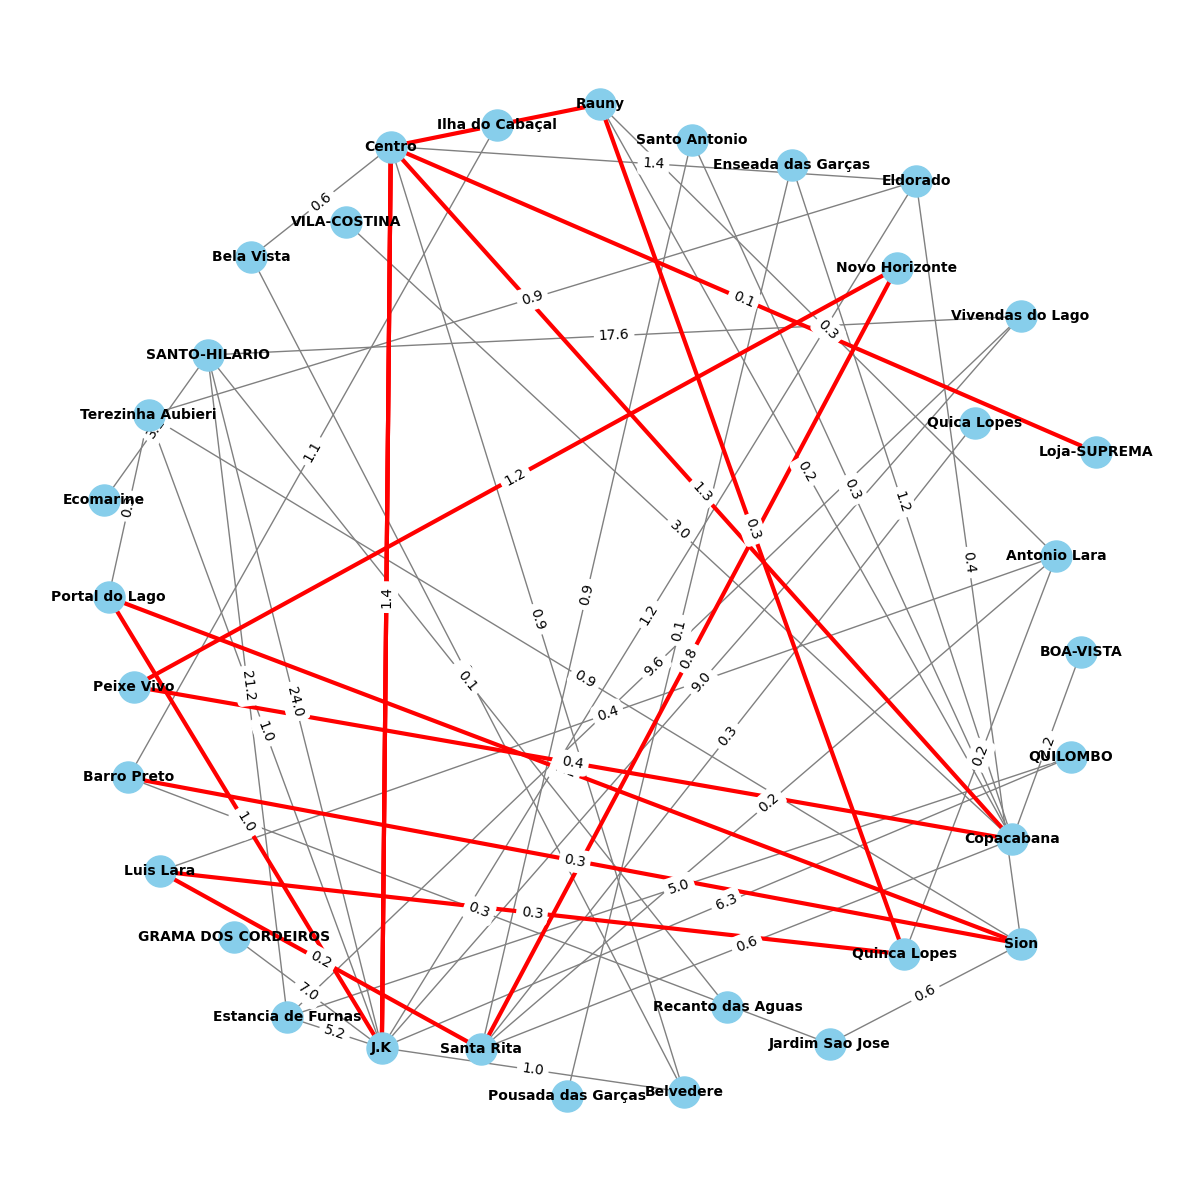 Rauny
Ilha do Cabaçal
Santo Antonio
Centro
1.4
Enseada das Garças
Eldorado
0.6
VILA-COSTINA
Bela Vista
Novo Horizonte
0.9
0.1
Vivendas do Lago
0.3
17.6
SANTO-HILARIO
Terezinha Aubieri
Quica Lopes
1.1
Loja-SUPREMA
0.2
1.2
0.3
1.3
Ecomarine
1.2
3.0
0.3
Antonio Lara
0.4
Portal do Lago
1.4
0.9
1.2
0.9
0.1
BOA-VISTA
0.8
9.6
0.1
0.9
9.0
Peixe Vivo
21.2
24.0
0.4
1.0
0.3
0.2
QUILOMBO
0.4
Barro Preto
0.2
1.0
Copacabana
0.3
Luis Lara
5.0
6.3
0.3
0.3
GRAMA DOS CORDEIROS
0.6
Sion
Quinca Lopes
0.2
7.0
0.6
Recanto das Aguas
Estancia de Furnas
5.2
Jardim Sao Jose
J.K
Santa Rita
1.0
Pousada das Garças
Belvedere